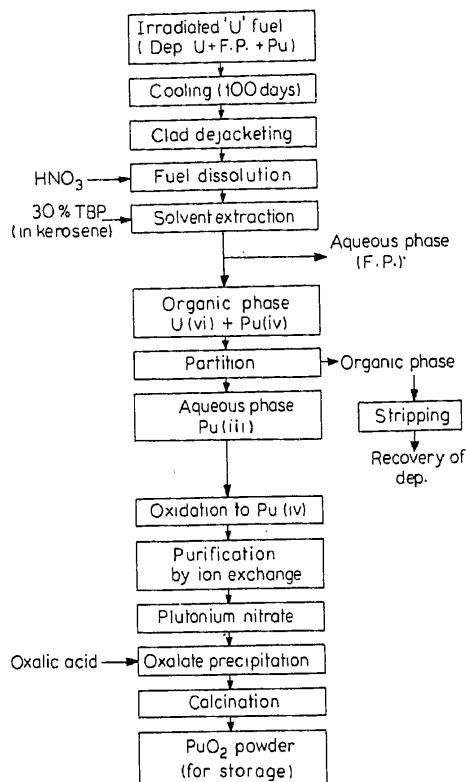 Irradiated 'U' fuel
(Dep U+F.P.+Pu)
Cooling (100 days)
Clad dejacketing
HNO3
Fuel dissolution
30% TBP
(in kerosene)
Solvent extraction
Aqueous phase
(F.P.)
Organic phase
U(vi) + Pu(iv)
Partition
Organic phase
Aqueous phase
Pu(iii)
Stripping
Recovery of
dep.
Oxidation to Pu (iv)
Purification
by ion exchange
Plutonium nitrate
Oxalic acid
Oxalate precipitation
Calcination
PuO2 powder
(for storage)